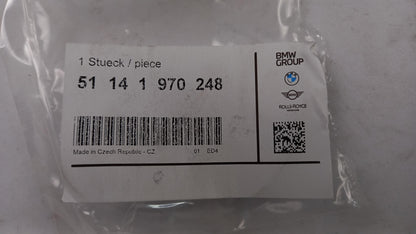 1 Stueck / piece
51 14 1 970 248
Made in Czech Republic - CZ 01 ED4
BMW
GROUP
ROLLS-ROYCE